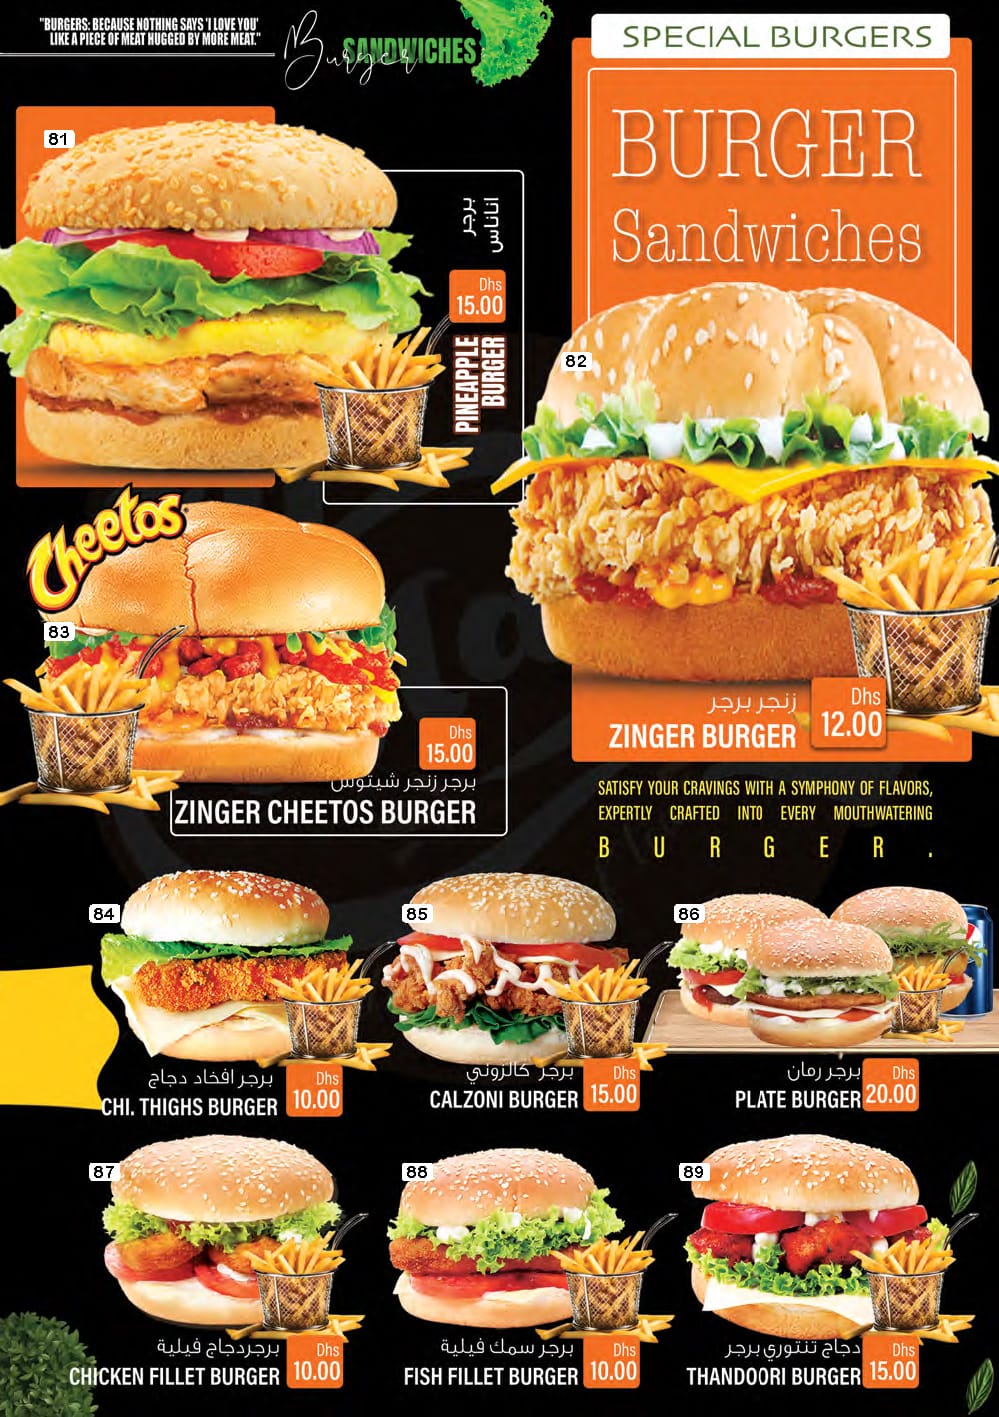 "BURGERS: BECAUSE NOTHING SAYS 'I LOVE YOU'
LIKE A PIECE OF MEAT HUGGED BY MORE MEAT."
Burger
SANDWICHES
SPECIAL BURGERS
BURGER
Sandwiches
81
برجر
اناناس
Dhs
15.00
PINEAPPLE
BURGER
82
زنجر برجر
ZINGER BURGER
Dhs
12.00
Cheetos
83
Dhs
15.00
برجر زنجر شيتوس
ZINGER CHEETOS BURGER
SATISFY YOUR CRAVINGS WITH A SYMPHONY OF FLAVORS,
EXPERTLY CRAFTED INTO EVERY MOUTHWATERING
BURGER.
84
برجر افخاد دجاج
CHI. THIGHS BURGER
Dhs
10.00
85
برجر كالزوني
CALZONI BURGER
Dhs
15.00
86
برجر رمان
PLATE BURGER
Dhs
20.00
87
برجردجاج فيلية
CHICKEN FILLET BURGER
Dhs
10.00
88
برجر سمك فيلية
FISH FILLET BURGER
Dhs
10.00
89
دجاج تنتوري برجر
THANDOORI BURGER
Dhs
15.00